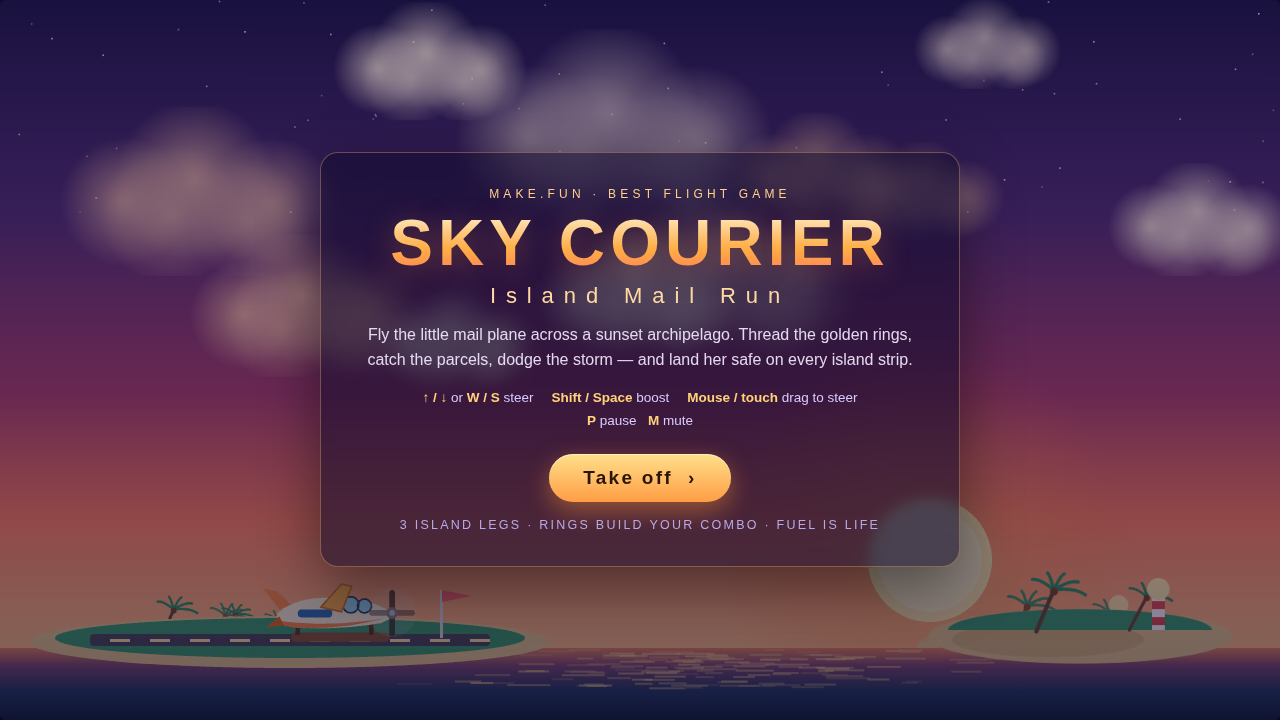 MAKE.FUN · BEST FLIGHT GAME
SKY COURIER
Island Mail Run
Fly the little mail plane across a sunset archipelago. Thread the golden rings,
catch the parcels, dodge the storm — and land her safe on every island strip.
↑ / ↓ or W / S steer Shift / Space boost Mouse / touch drag to steer
P pause M mute
Take off ›
3 ISLAND LEGS · RINGS BUILD YOUR COMBO · FUEL IS LIFE